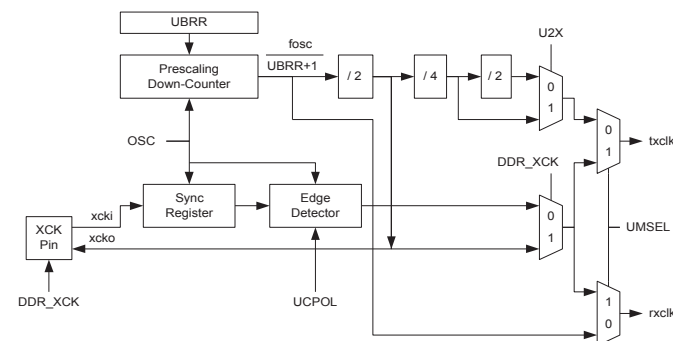 UBRR
fosc
U2X
Prescaling
Down-Counter
UBRR+1
/ 2
/ 4
/ 2
0
1
OSC
0
1
txclk
DDR_XCK
xcki
Sync
Register
Edge
Detector
0
1
XCK
Pin
xcko
UMSEL
DDR_XCK
UCPOL
1
0
rxclk